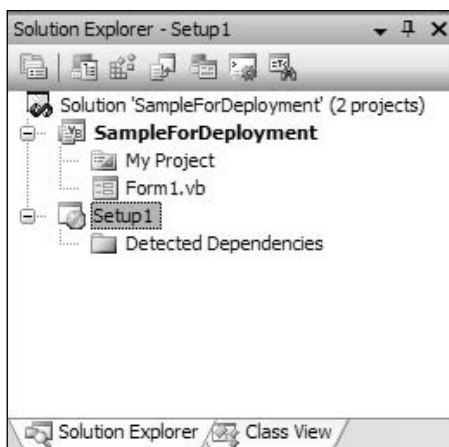 Solution Explorer - Setup1
Solution 'SampleForDeployment' (2 projects)
SampleForDeployment
My Project
Form1.vb
Setup1
Detected Dependencies
Solution Explorer
Class View